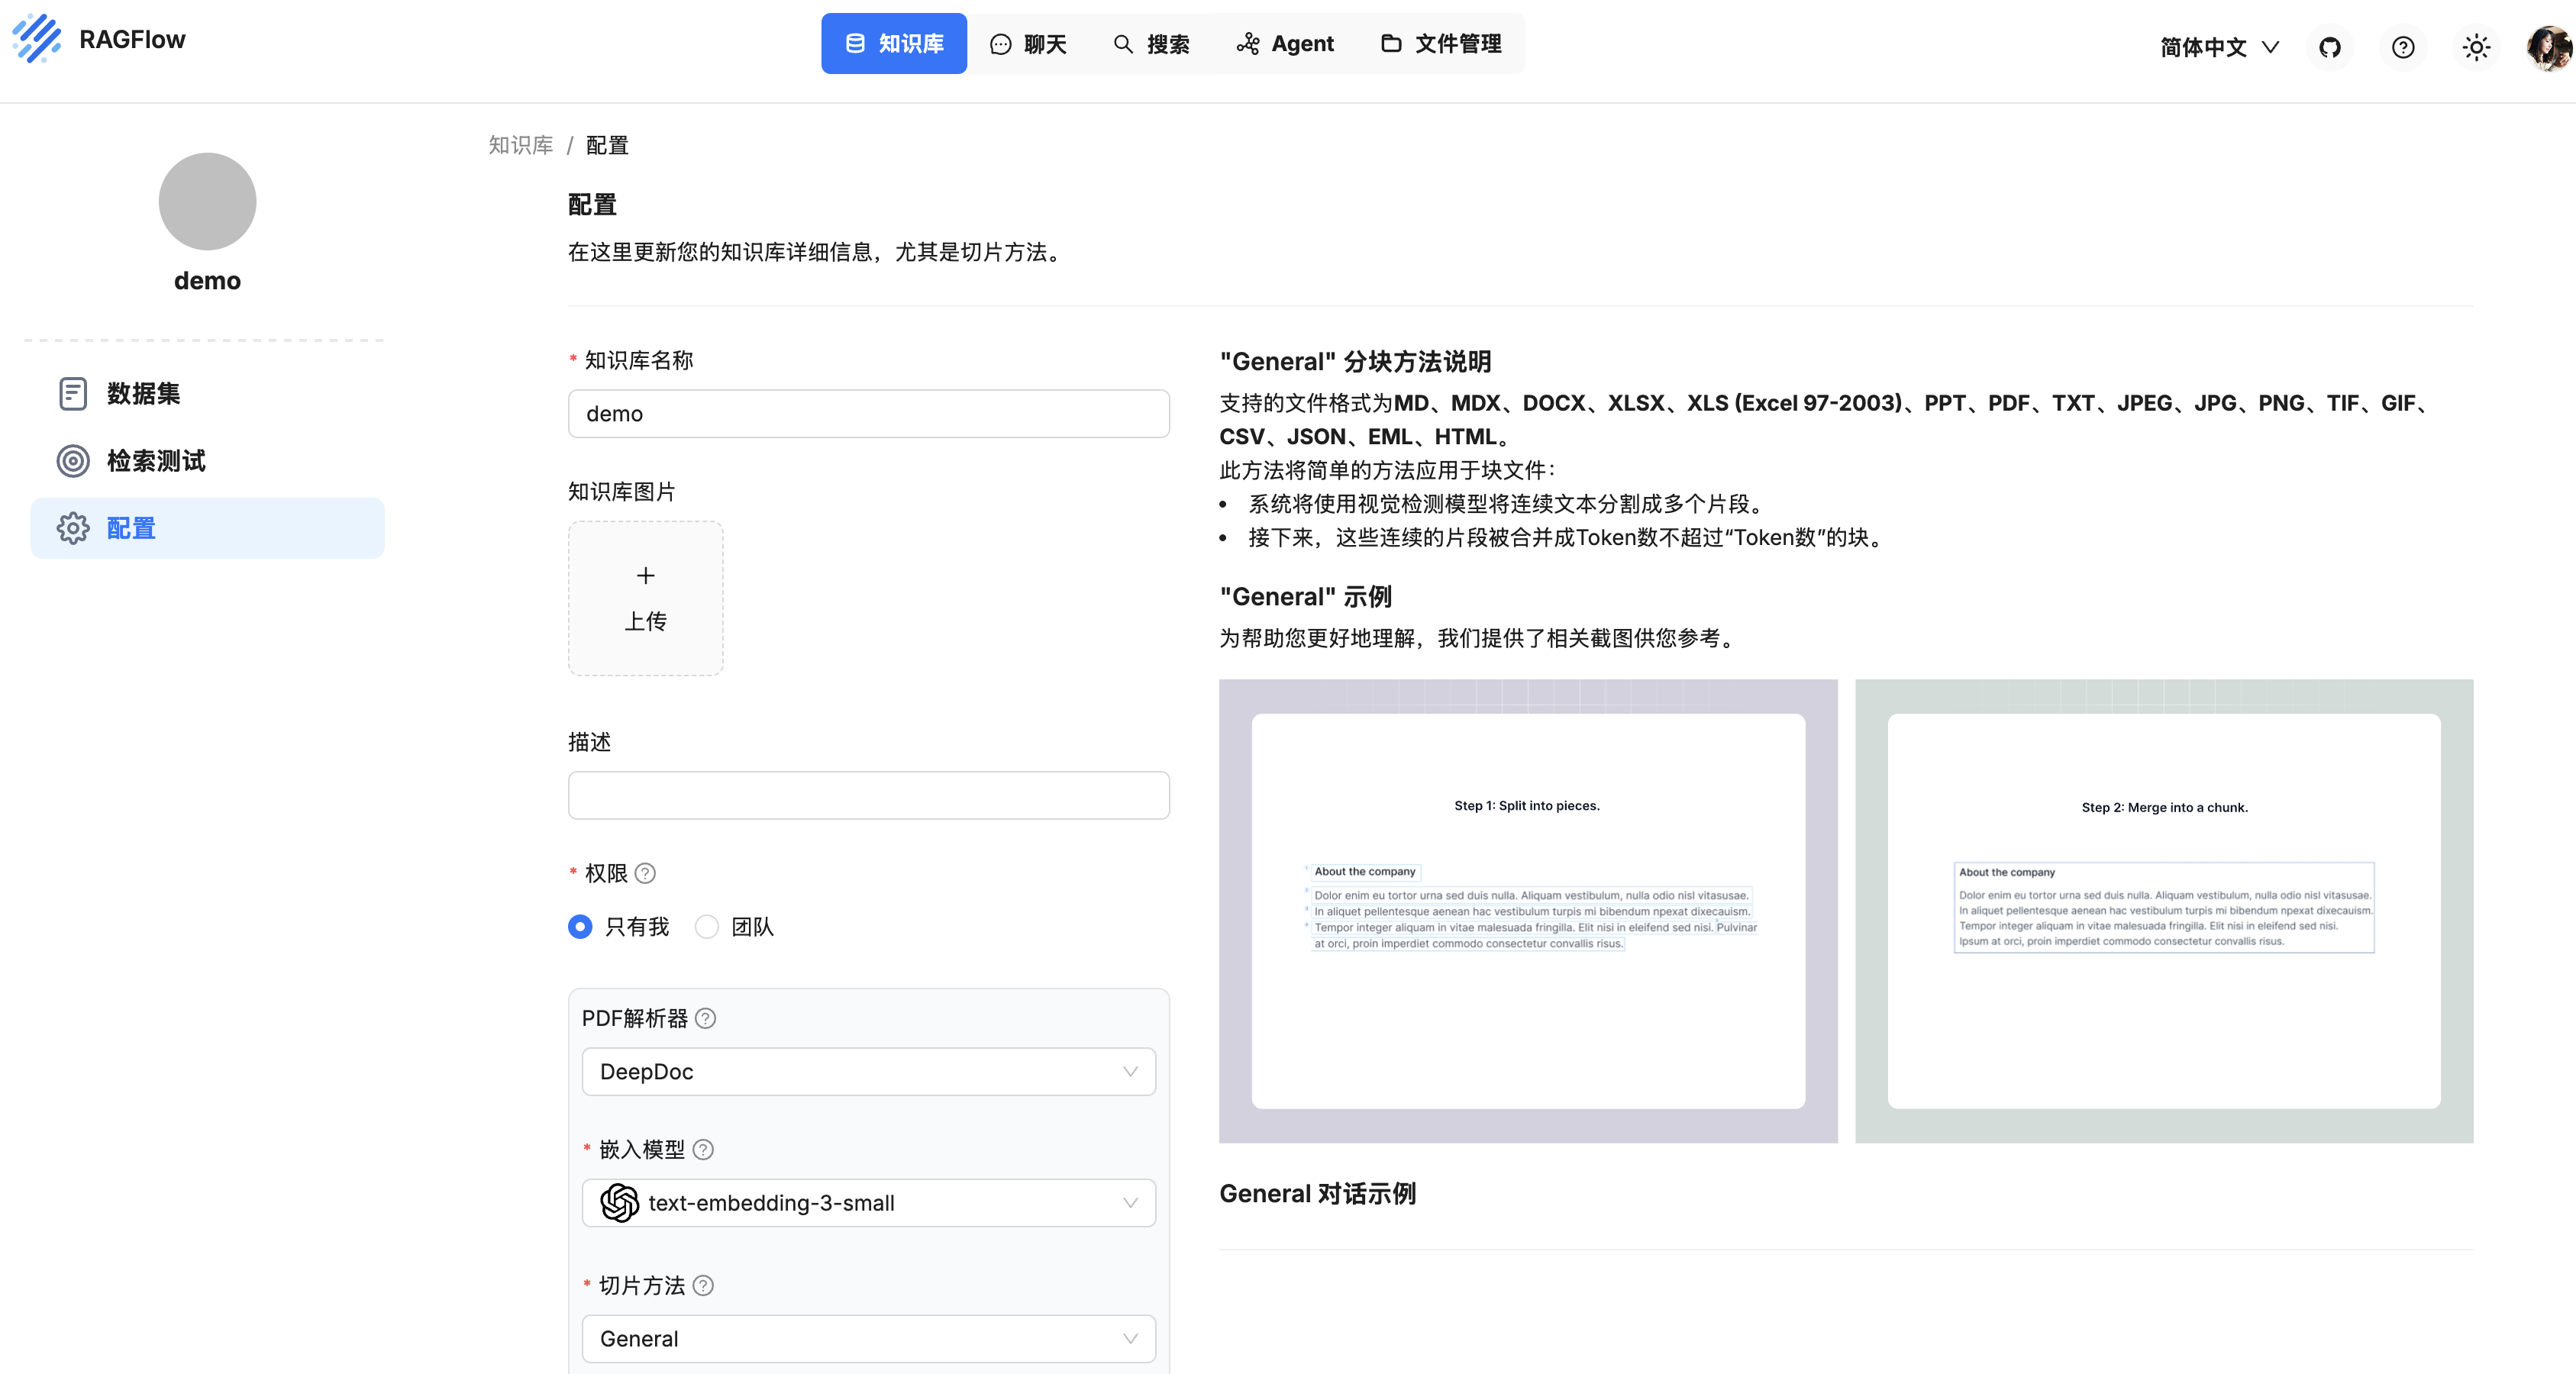 RAGFlow
知识库
聊天
搜索
Agent
文件管理
简体中文
demo
数据集
检索测试
配置
知识库 / 配置
配置
在这里更新您的知识库详细信息，尤其是切片方法。
* 知识库名称
demo
知识库图片
+
上传
描述
* 权限
只有我
团队
PDF解析器
DeepDoc
* 嵌入模型
text-embedding-3-small
* 切片方法
General
"General" 分块方法说明
支持的文件格式为MD、MDX、DOCX、XLSX、XLS (Excel 97-2003)、PPT、PDF、TXT、JPEG、JPG、PNG、TIF、GIF、
CSV、JSON、EML、HTML。
此方法将简单的方法应用于块文件：
• 系统将使用视觉检测模型将连续文本分割成多个片段。
• 接下来，这些连续的片段被合并成Token数不超过“Token数”的块。
"General" 示例
为帮助您更好地理解，我们提供了相关截图供您参考。
Step 1: Split into pieces.
About the company
Dolor enim eu tortor urna sed duis nulla. Aliquam vestibulum, nulla odio nisl vitasusae.
In aliquet pellentesque aenean hac vestibulum turpis mi bibendum npexat dixecauism.
Tempor integer aliquam in vitae malesuada fringilla. Elit nisi in eleifend sed nisi. Pulvinar
at orci, proin imperdiet commodo consectetur convallis risus.
Step 2: Merge into a chunk.
About the company
Dolor enim eu tortor urna sed duis nulla. Aliquam vestibulum, nulla odio nisl vitasusae.
In aliquet pellentesque aenean hac vestibulum turpis mi bibendum npexat dixecauism.
Tempor integer aliquam in vitae malesuada fringilla. Elit nisi in eleifend sed nisi.
Ipsum at orci, proin imperdiet commodo consectetur convallis risus.
General 对话示例